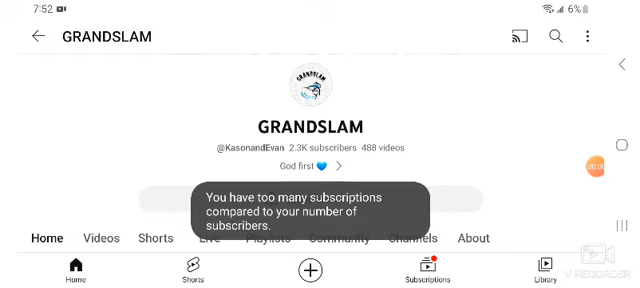 7:52
6%
GRANDSLAM
GRANDSLAM
GRANDSLAM
@KasonandEvan 2.3K subscribers 488 videos
God first 💙 >
You have too many subscriptions
compared to your number of
subscribers.
Home Videos Shorts Live Playlists Community Channels About
00:00
Home Shorts Subscriptions Library
V RECORDER